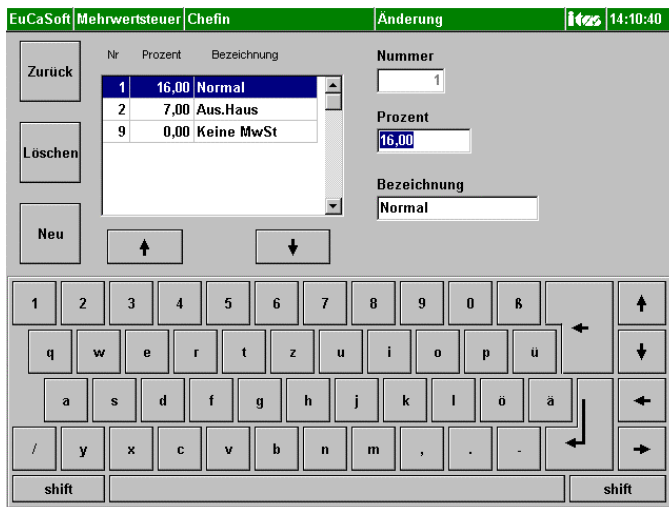 EuCaSoft Mehrwertsteuer Chefin Änderung itos 14:10:40
Zurück
Löschen
Neu
Nr Prozent Bezeichnung
1 16,00 Normal
2 7,00 Aus.Haus
9 0,00 Keine MwSt
Nummer
1
Prozent
16,00
Bezeichnung
Normal
1 2 3 4 5 6 7 8 9 0 ß
q w e r t z u i o p ü
a s d f g h j k l ö ä
/ y x c v b n m , . -
shift shift